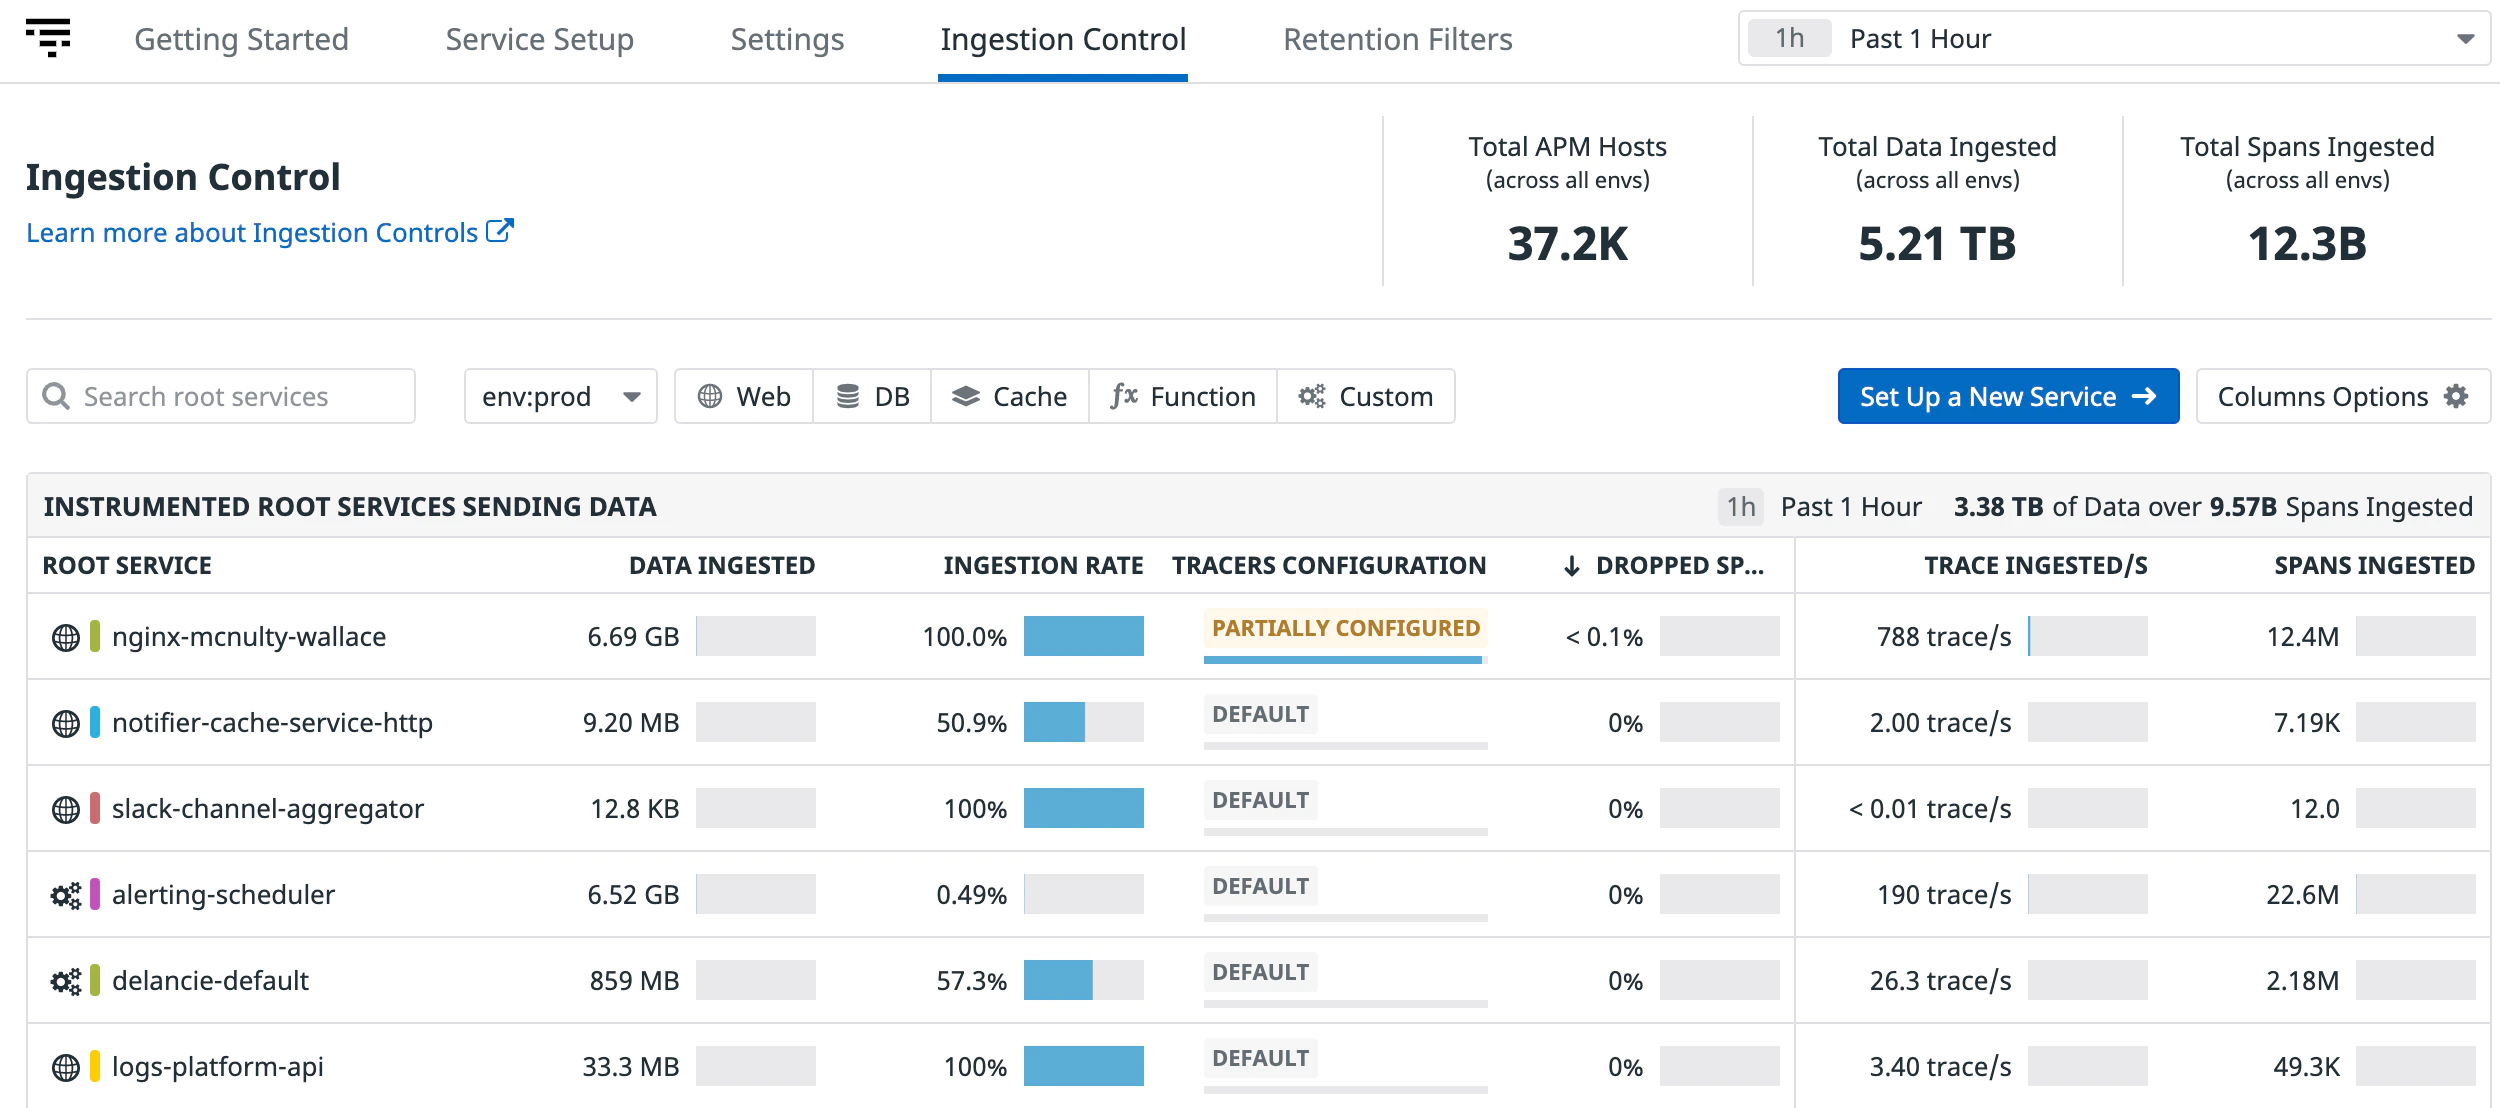 Getting Started Service Setup Settings Ingestion Control Retention Filters 1h Past 1 Hour
Ingestion Control
Learn more about Ingestion Controls
Total APM Hosts
(across all envs)
37.2K
Total Data Ingested
(across all envs)
5.21 TB
Total Spans Ingested
(across all envs)
12.3B
Search root services env:prod Web DB Cache fx Function Custom Set Up a New Service → Columns Options
INSTRUMENTED ROOT SERVICES SENDING DATA 1h Past 1 Hour 3.38 TB of Data over 9.57B Spans Ingested
ROOT SERVICE DATA INGESTED INGESTION RATE TRACERS CONFIGURATION ↓ DROPPED SP... TRACE INGESTED/S SPANS INGESTED
nginx-mcnulty-wallace 6.69 GB 100.0% PARTIALLY CONFIGURED < 0.1% 788 trace/s 12.4M
notifier-cache-service-http 9.20 MB 50.9% DEFAULT 0% 2.00 trace/s 7.19K
slack-channel-aggregator 12.8 KB 100% DEFAULT 0% < 0.01 trace/s 12.0
alerting-scheduler 6.52 GB 0.49% DEFAULT 0% 190 trace/s 22.6M
delancie-default 859 MB 57.3% DEFAULT 0% 26.3 trace/s 2.18M
logs-platform-api 33.3 MB 100% DEFAULT 0% 3.40 trace/s 49.3K